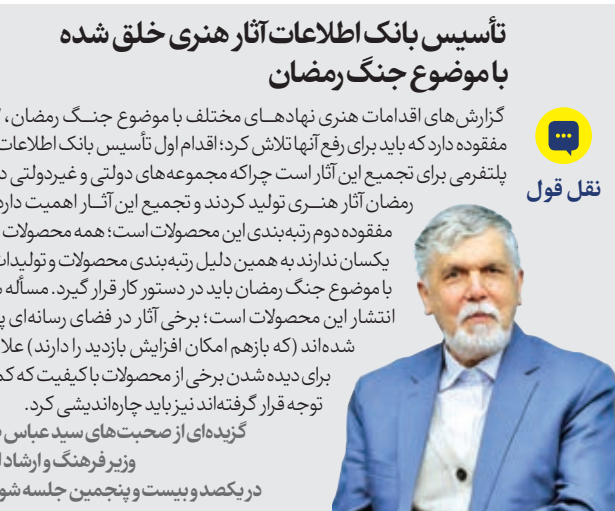 تأسیس بانک اطلاعات آثار هنری خلق شده
با موضوع جنگ رمضان
نقل قول
گزارش‌های اقدامات هنری نهادهــای مختلف با موضوع جنــگ رمضان،
مفقوده دارد که باید برای رفع آنها تلاش کرد؛ اقدام اول تأسیس بانک اطلاعات
پلتفرمی برای تجمیع این آثار است چراکه مجموعه‌های دولتی و غیردولتی
رمضان آثار هنــری تولید کردند و تجمیع این آثــار اهمیت دارد
مفقوده دوم رتبه‌بندی این محصولات است؛ همه محصولات
یکسان ندارند به همین دلیل رتبه‌بندی محصولات و تولیدات
با موضوع جنگ رمضان باید در دستور کار قرار گیرد. مسأله
انتشار این محصولات است؛ برخی آثار در فضای رسانه‌ای
شده‌اند (که بازهم امکان افزایش بازدید را دارند)
برای دیده شدن برخی از محصولات با کیفیت که
توجه قرار گرفته‌اند نیز باید چاره‌اندیشی کرد.
گزیده‌ای از صحبت‌های سید عباس
وزیر فرهنگ و ارشاد
در یکصد و بیست و پنجمین جلسه